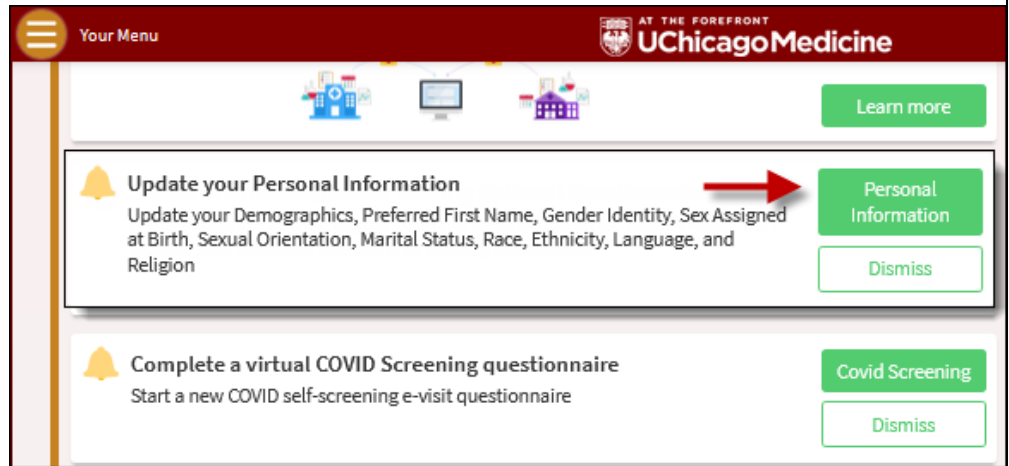 Your Menu
AT THE FOREFRONT
UChicagoMedicine
Learn more
Update your Personal Information
Update your Demographics, Preferred First Name, Gender Identity, Sex Assigned
at Birth, Sexual Orientation, Marital Status, Race, Ethnicity, Language, and
Religion
Personal
Information
Dismiss
Complete a virtual COVID Screening questionnaire
Start a new COVID self-screening e-visit questionnaire
Covid Screening
Dismiss